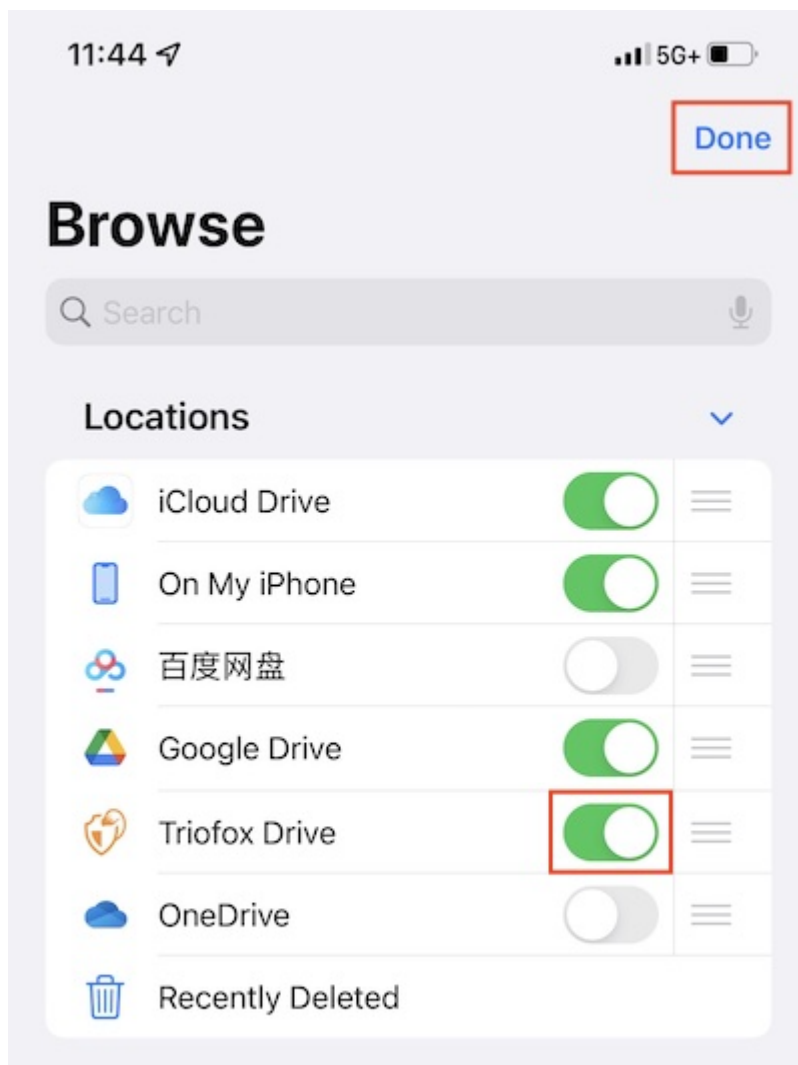 11:44 5G+
Done
Browse
Search
Locations
iCloud Drive
On My iPhone
百度网盘
Google Drive
Triofox Drive
OneDrive
Recently Deleted